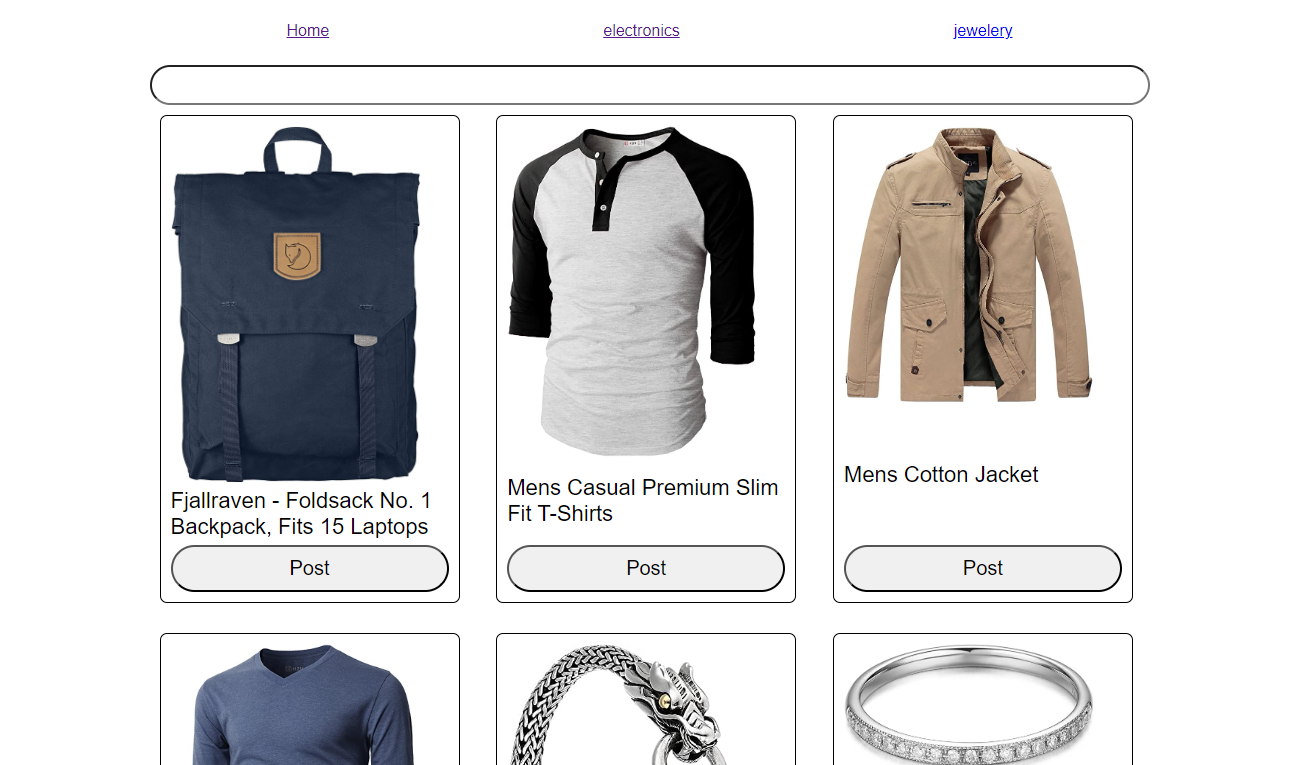 Home
electronics
jewelery
Fjallraven - Foldsack No. 1
Backpack, Fits 15 Laptops
Post
Mens Casual Premium Slim
Fit T-Shirts
Post
Mens Cotton Jacket
Post